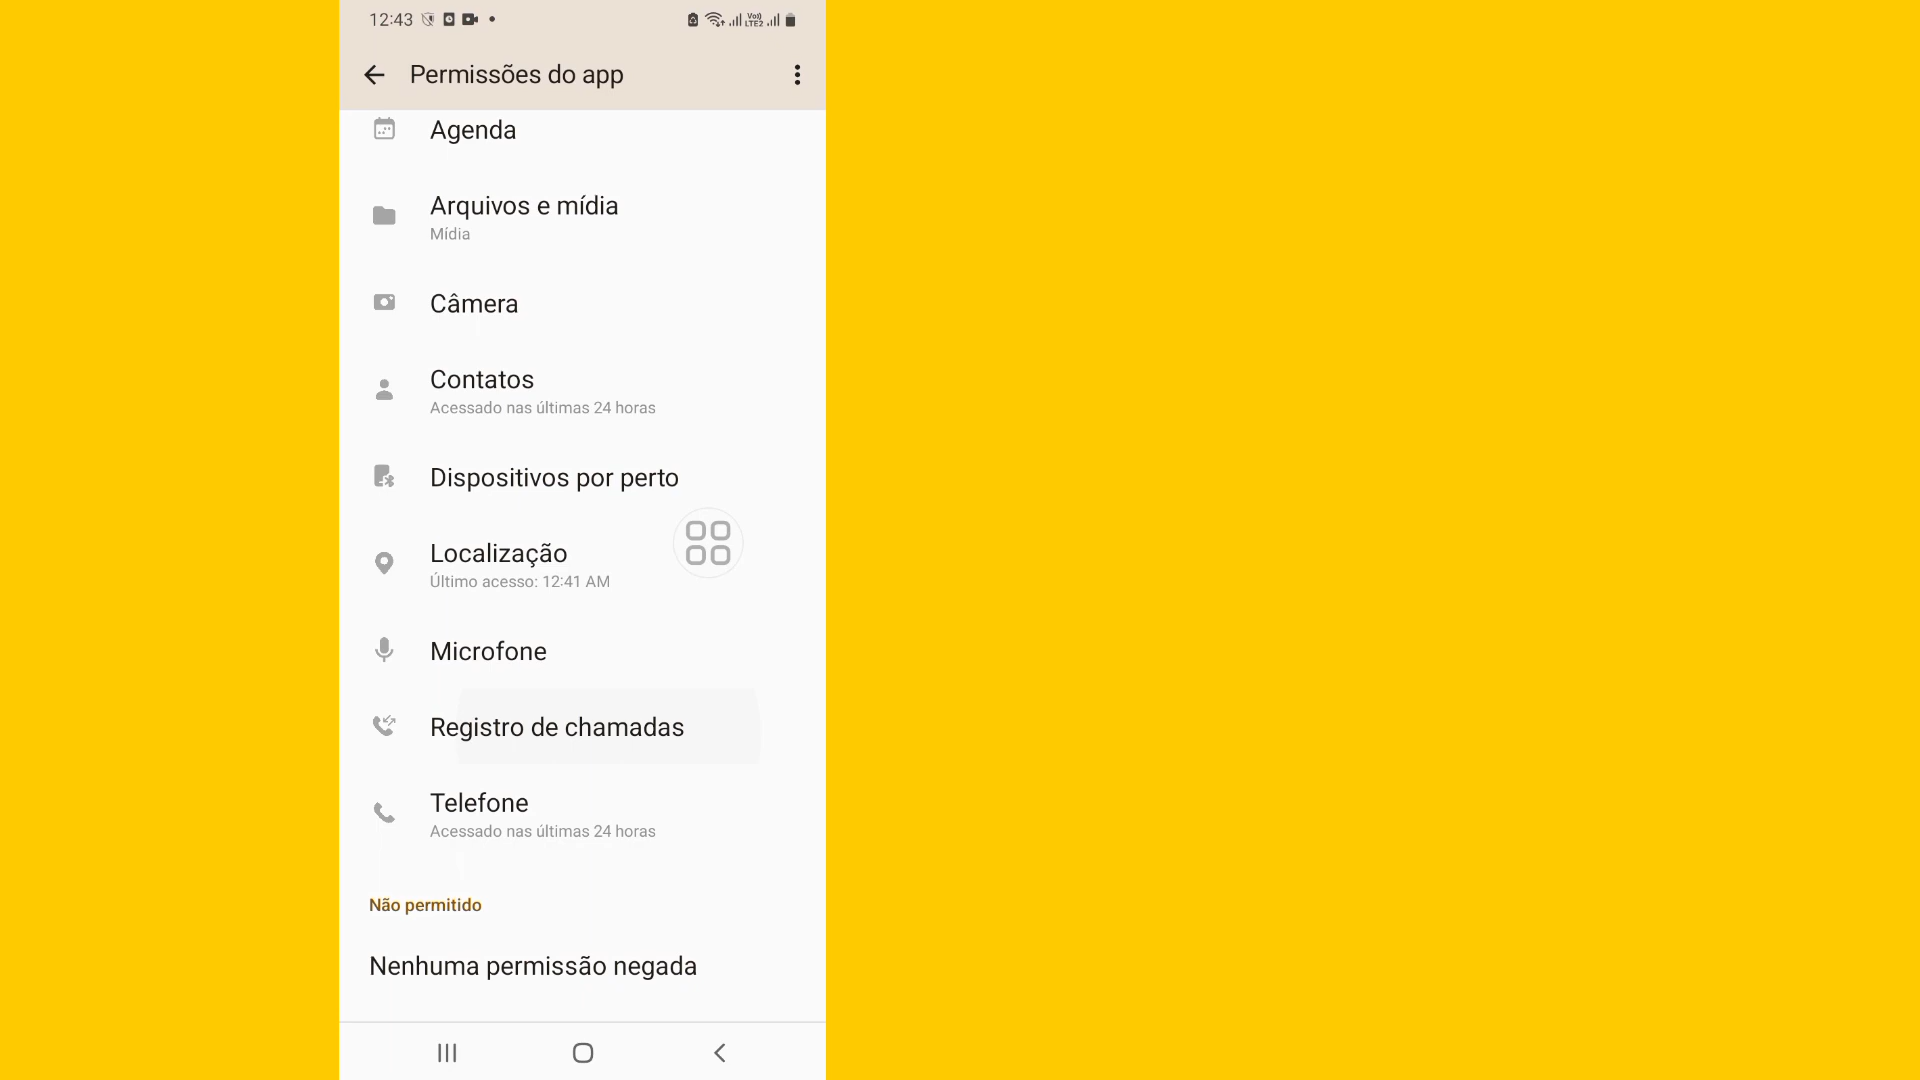 12:43
Vo)) LTE2
Permissões do app
Agenda
Arquivos e mídia
Mídia
Câmera
Contatos
Acessado nas últimas 24 horas
Dispositivos por perto
Localização
Último acesso: 12:41 AM
Microfone
Registro de chamadas
Telefone
Acessado nas últimas 24 horas
Não permitido
Nenhuma permissão negada